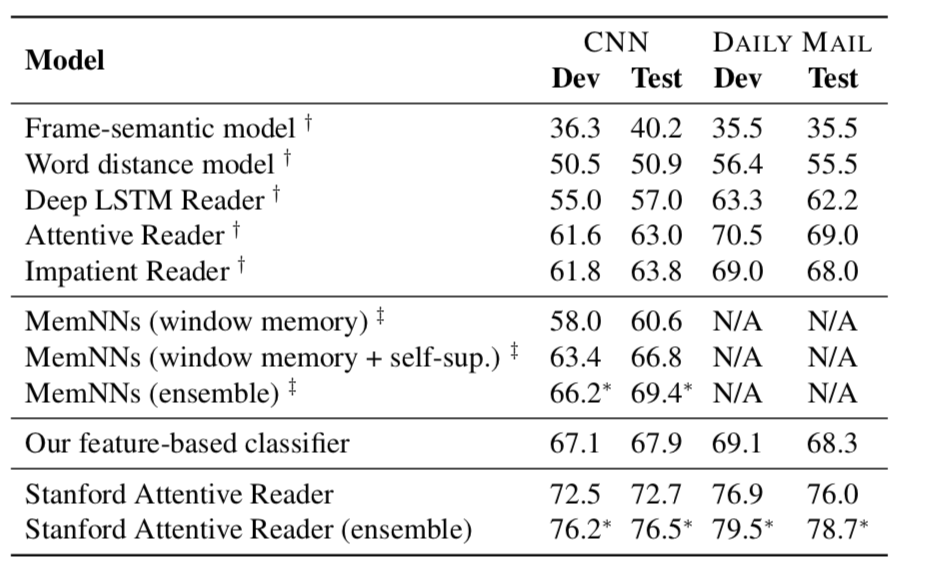 Model CNN DAILY MAIL
Dev Test Dev Test
Frame-semantic model † 36.3 40.2 35.5 35.5
Word distance model † 50.5 50.9 56.4 55.5
Deep LSTM Reader † 55.0 57.0 63.3 62.2
Attentive Reader † 61.6 63.0 70.5 69.0
Impatient Reader † 61.8 63.8 69.0 68.0
MemNNs (window memory) ‡ 58.0 60.6 N/A N/A
MemNNs (window memory + self-sup.) ‡ 63.4 66.8 N/A N/A
MemNNs (ensemble) ‡ 66.2* 69.4* N/A N/A
Our feature-based classifier 67.1 67.9 69.1 68.3
Stanford Attentive Reader 72.5 72.7 76.9 76.0
Stanford Attentive Reader (ensemble) 76.2* 76.5* 79.5* 78.7*